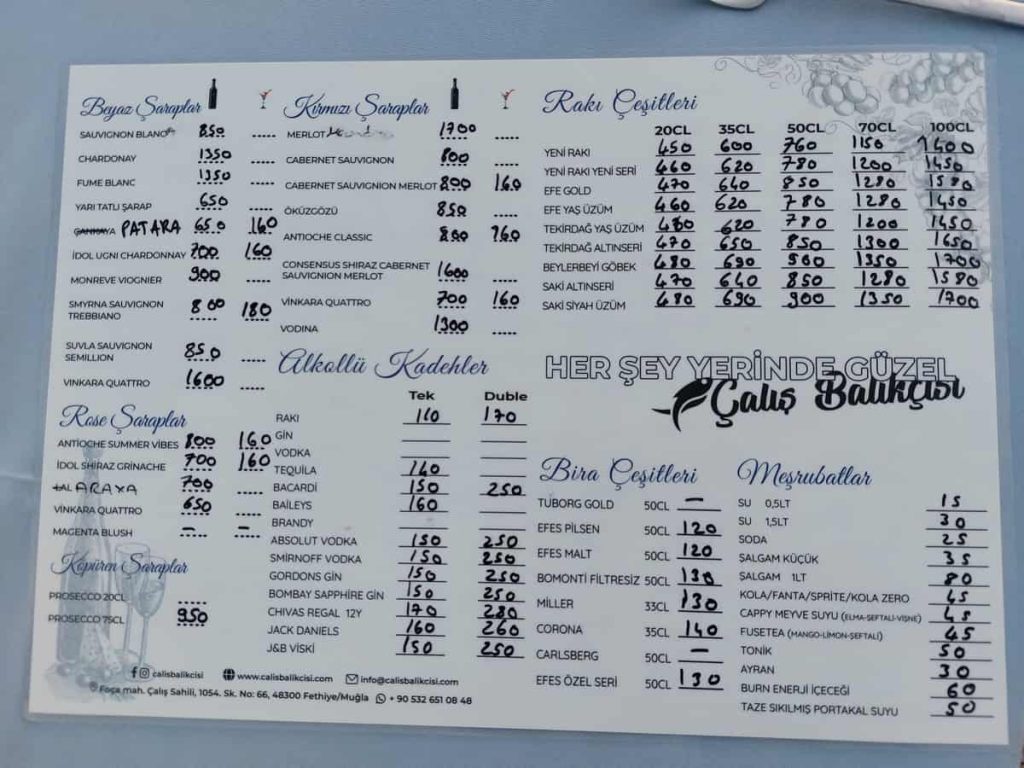 Beyaz Şaraplar
SAUVIGNON BLANC 850 ----
CHARDONAY 1350 ----
FUME BLANC 1350 ----
YARI TATLI ŞARAP 650 ----
ÇANKAYA PATARA 650 160
İDOL UGNI CHARDONNAY 700 160
MONREVE VIOGNIER 900
SMYRNA SAUVIGNON
TREBBIANO 800 180
SUVLA SAUVIGNON
SEMILLION 850 ----
VINKARA QUATTRO 1600 ----
Rose Şaraplar
ANTİOCHE SUMMER VİBES 800 160
İDOL SHIRAZ GRİNACHE 700 160
ARAXA 700 ----
VİNKARA QUATTRO 650 ----
MAGENTA BLUSH - -
Köpüren Şaraplar
PROSECCO 20CL ----
PROSECCO 75CL 950
Kırmızı Şaraplar
MERLOT 1700 ----
CABERNET SAUVIGNON 800 ----
CABERNET SAUVIGNION MERLOT 800 160
ÖKÜZGÖZÜ 850 ----
ANTIOCHE CLASSIC 800 160
CONSENSUS SHIRAZ CABERNET
SAUVIGNION MERLOT 1600 ----
VİNKARA QUATTRO 700 160
VODINA 1300 ----
Alkollü Kadehler
Tek Duble
RAKI 110 170
GİN
VODKA
TEQUİLA 140
BACARDİ 150 250
BAILEYS 160
BRANDY
ABSOLUT VODKA 150 250
SMİRNOFF VODKA 150 250
GORDONS GİN 150 250
BOMBAY SAPPHİRE GİN 150 250
CHIVAS REGAL 12Y 170 280
JACK DANIELS 160 260
J&B VİSKİ 150 250
Rakı Çeşitleri
20CL 35CL 50CL 70CL 100CL
YENİ RAKI 450 600 760 1150 1400
YENİ RAKI YENİ SERİ 460 620 780 1200 1450
EFE GOLD 470 640 850 1280 1580
EFE YAŞ ÜZÜM 460 620 780 1280 1450
TEKİRDAĞ YAŞ ÜZÜM 460 620 780 1200 1450
TEKİRDAĞ ALTINSERİ 470 650 850 1300 1650
BEYLERBEYİ GÖBEK 480 690 900 1350 1700
SAKİ ALTINSERİ 470 640 850 1280 1580
SAKİ SİYAH ÜZÜM 480 690 900 1350 1700
HER ŞEY YERİNDE GÜZEL
Çalış Balıkçısı
Bira Çeşitleri
TUBORG GOLD 50CL -
EFES PİLSEN 50CL 120
EFES MALT 50CL 120
BOMONTİ FİLTRESİZ 50CL 130
MİLLER 33CL 130
CORONA 35CL 140
CARLSBERG 50CL -
EFES ÖZEL SERİ 50CL 130
Meşrubatlar
SU 0,5LT 15
SU 1,5LT 30
SODA 25
ŞALGAM KÜÇÜK 35
ŞALGAM 1LT 80
KOLA/FANTA/SPRİTE/KOLA ZERO 45
CAPPY MEYVE SUYU (ELMA-ŞEFTALİ-VİŞNE) 45
FUSETEA (MANGO-LİMON-ŞEFTALİ) 45
TONİK 50
AYRAN 30
BURN ENERJİ İÇECEĞİ 60
TAZE SIKILMIŞ PORTAKAL SUYU 50
calisbalikcisi www.calisbalikcisi.com info@calisbalikcisi.com
Foça mah. Çalış Sahili, 1054. Sk. No: 66, 48300 Fethiye/Muğla + 90 532 651 08 48